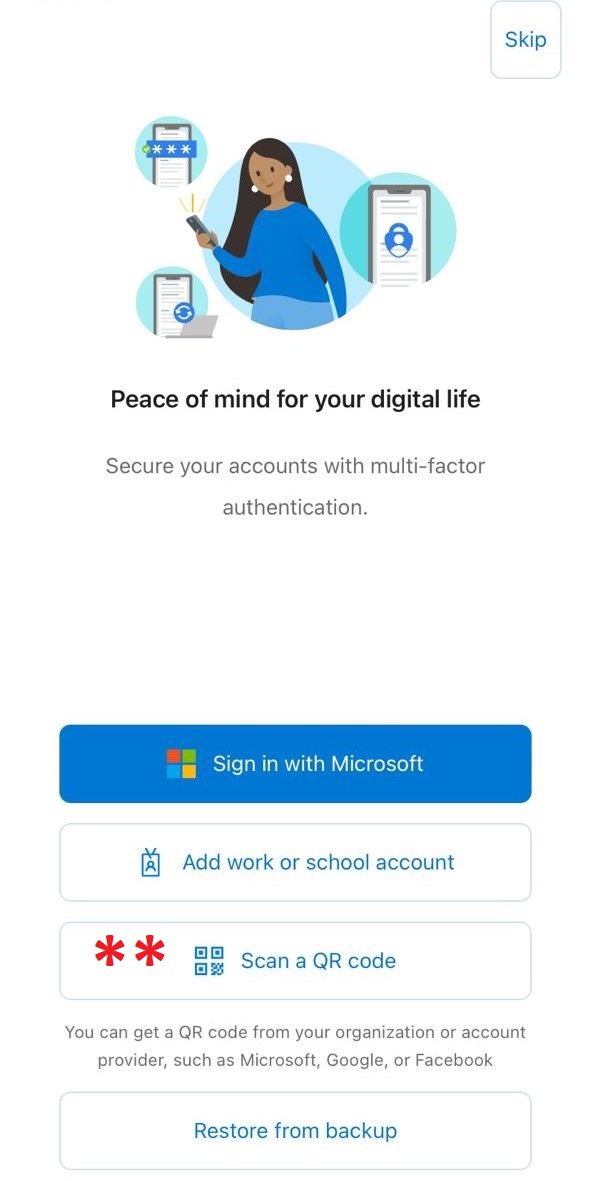 Skip
***
Peace of mind for your digital life
Secure your accounts with multi-factor
authentication.
Sign in with Microsoft
Add work or school account
** Scan a QR code
You can get a QR code from your organization or account
provider, such as Microsoft, Google, or Facebook
Restore from backup